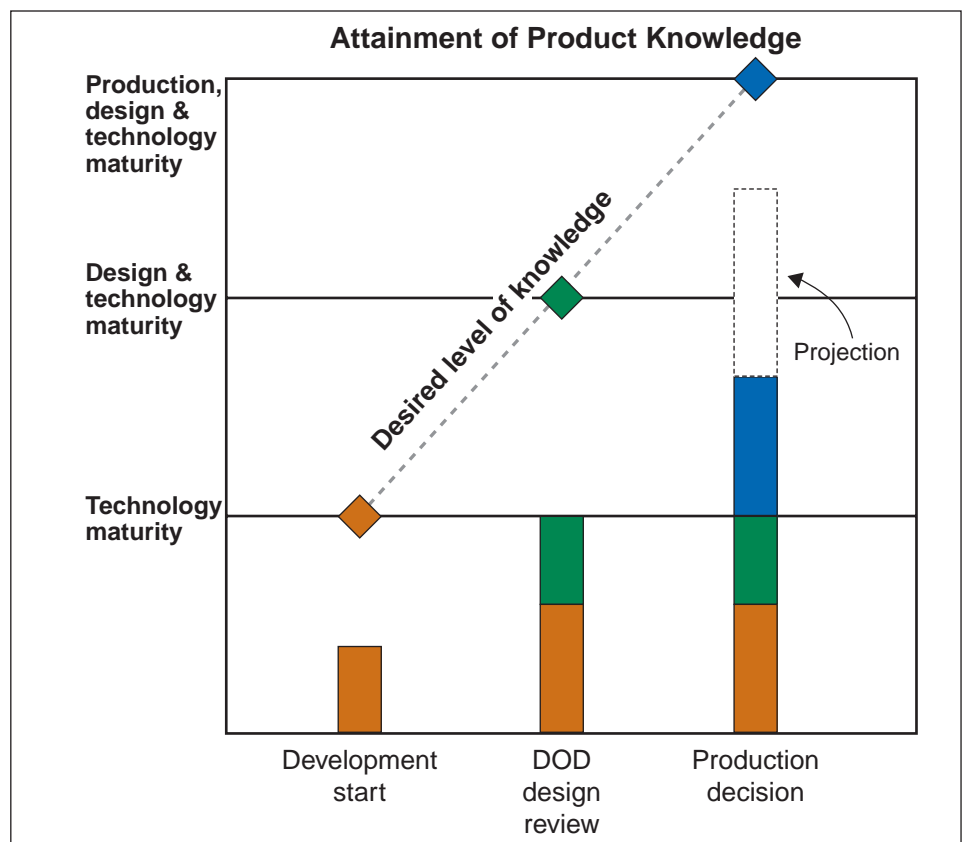 Attainment of Product Knowledge
Production,
design &
technology
maturity
Design &
technology
maturity
Technology
maturity
Desired level of knowledge
Projection
Development
start
DOD
design
review
Production
decision